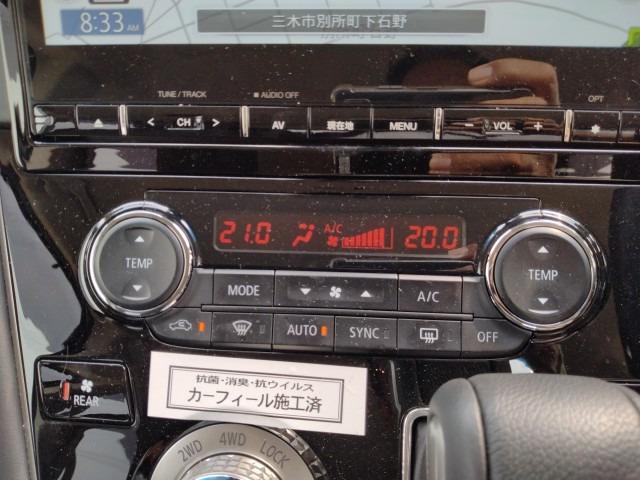 8:33 AM
三木市別所町下石野
TUNE / TRACK
AUDIO OFF
OPT
CH
AV
現在地
MENU
VOL
21.0
A/C
20.0
TEMP
TEMP
MODE
A/C
AUTO
SYNC
OFF
REAR
抗菌・消臭・抗ウイルス
カーフィール施工済
2WD 4WD LOCK